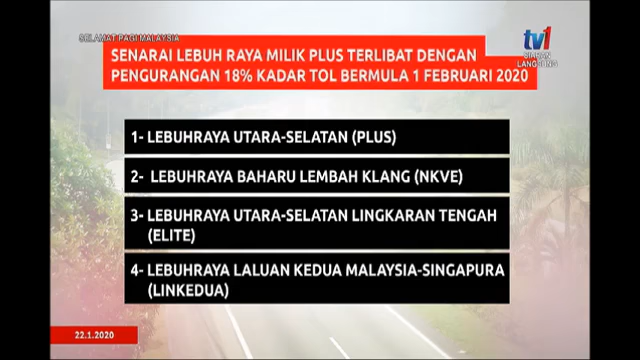 SELAMAT PAGI MALAYSIA
tv1
SIARAN
LANGSUNG
SENARAI LEBUH RAYA MILIK PLUS TERLIBAT DENGAN
PENGURANGAN 18% KADAR TOL BERMULA 1 FEBRUARI 2020
1- LEBUHRAYA UTARA-SELATAN (PLUS)
2- LEBUHRAYA BAHARU LEMBAH KLANG (NKVE)
3- LEBUHRAYA UTARA-SELATAN LINGKARAN TENGAH
(ELITE)
4- LEBUHRAYA LALUAN KEDUA MALAYSIA-SINGAPURA
(LINKEDUA)
22.1.2020